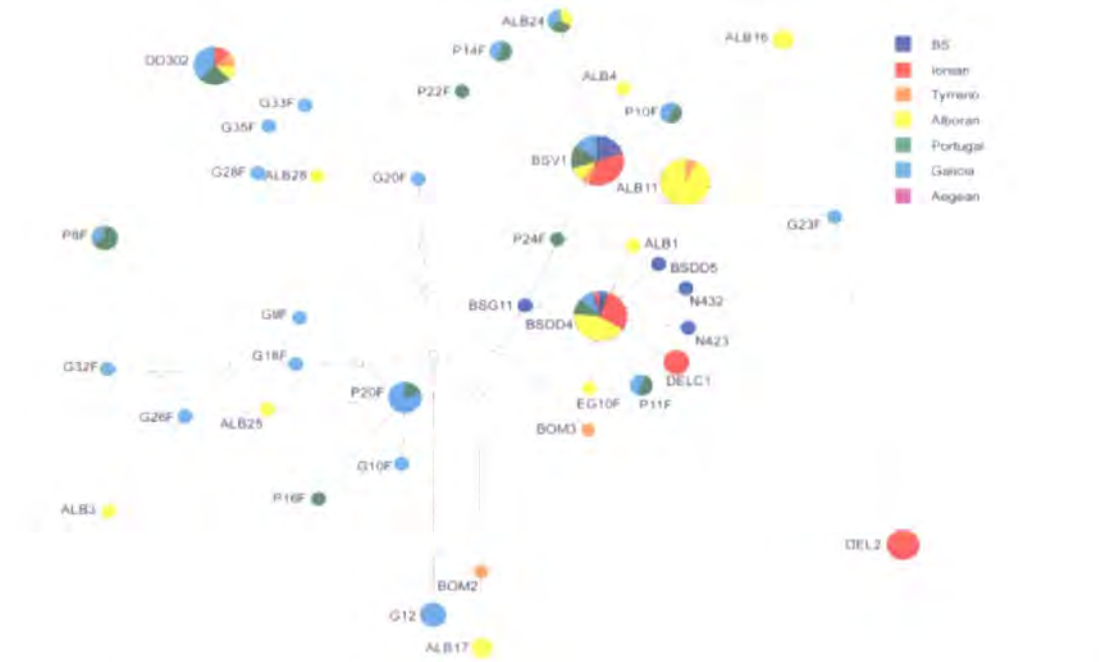 ALB24
ALB16
P14F
DD302
ALB4
P22F
G33F
P10F
G35F
BSV1
G28F
ALB28
G20F
ALB11
P8F
G23F
P24F
ALB1
BSDD5
N432
BSG11
BSDD4
N423
G9F
G18F
G32F
DELC1
P20F
EG10F
P11F
G26F
ALB25
BOM3
G10F
P16F
ALB3
DEL2
BOM2
G12
ALB17
BS
Ionian
Tyrreno
Alboran
Portugal
Galicia
Aegean